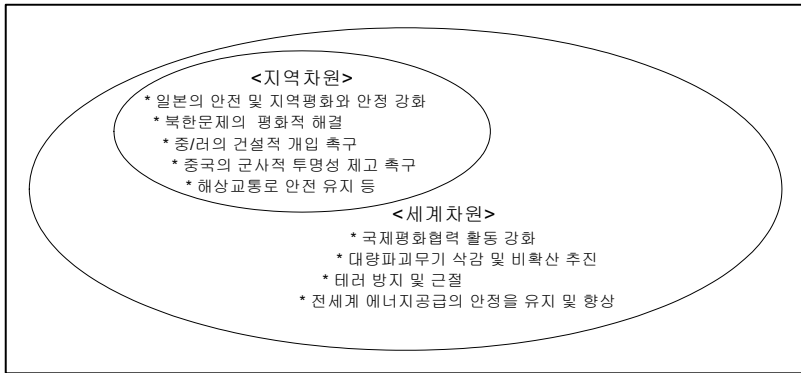 <지역차원>
* 일본의 안전 및 지역평화와 안정 강화
* 북한문제의 평화적 해결
* 중/러의 건설적 개입 촉구
* 중국의 군사적 투명성 제고 촉구
* 해상교통로 안전 유지 등
<세계차원>
* 국제평화협력 활동 강화
* 대량파괴무기 삭감 및 비확산 추진
* 테러 방지 및 근절
* 전세계 에너지공급의 안정을 유지 및 향상